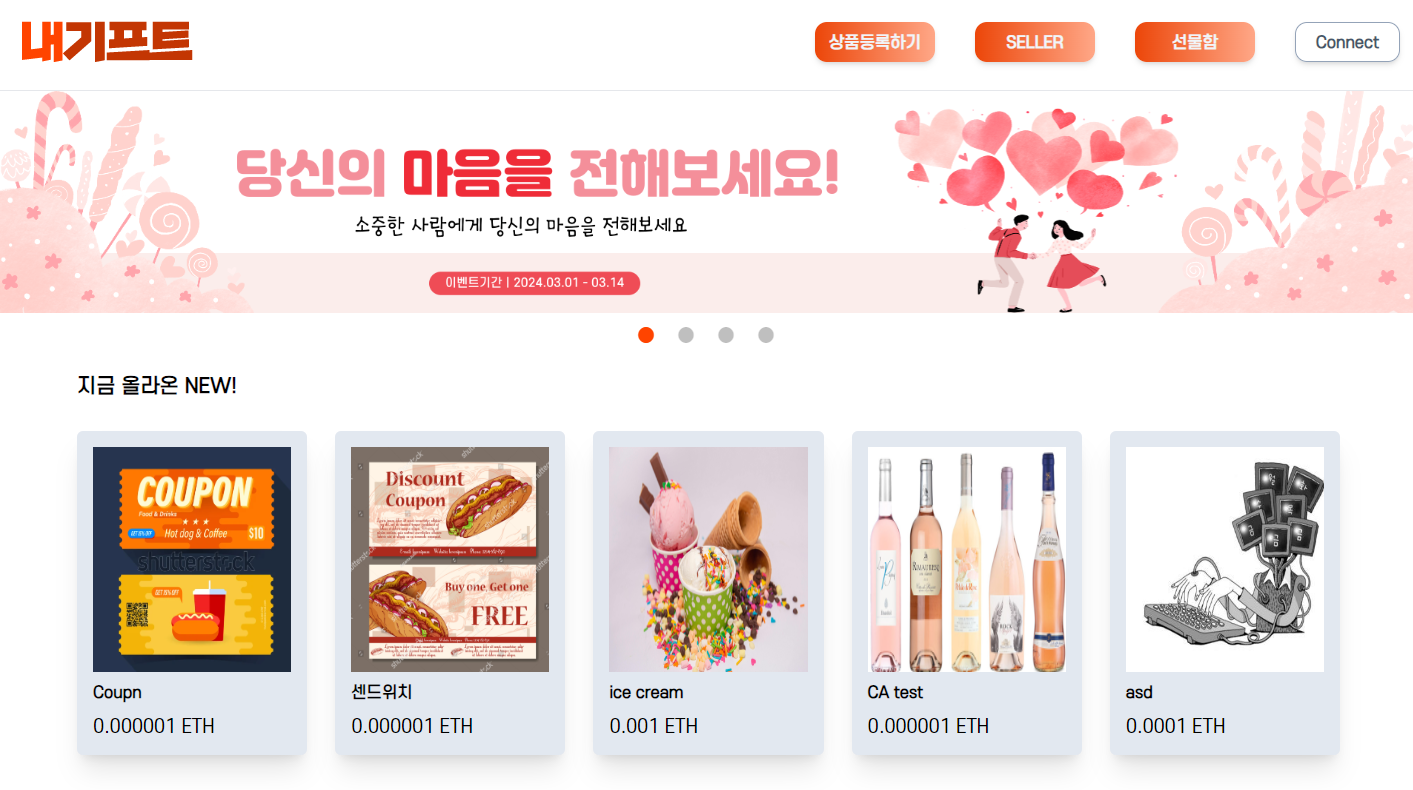 내기프트
상품등록하기
SELLER
선물함
Connect
당신의 마음을 전해보세요!
소중한 사람에게 당신의 마음을 전해보세요
이벤트기간 | 2024.03.01 - 03.14
지금 올라온 NEW!
COUPON
Food & Drinks
Hot dog & Coffee
$10
shutterstock
Discount
Coupon
Buy one, Get one
FREE
Coupn
0.000001 ETH
센드위치
0.000001 ETH
ice cream
0.001 ETH
CA test
0.000001 ETH
asd
0.0001 ETH